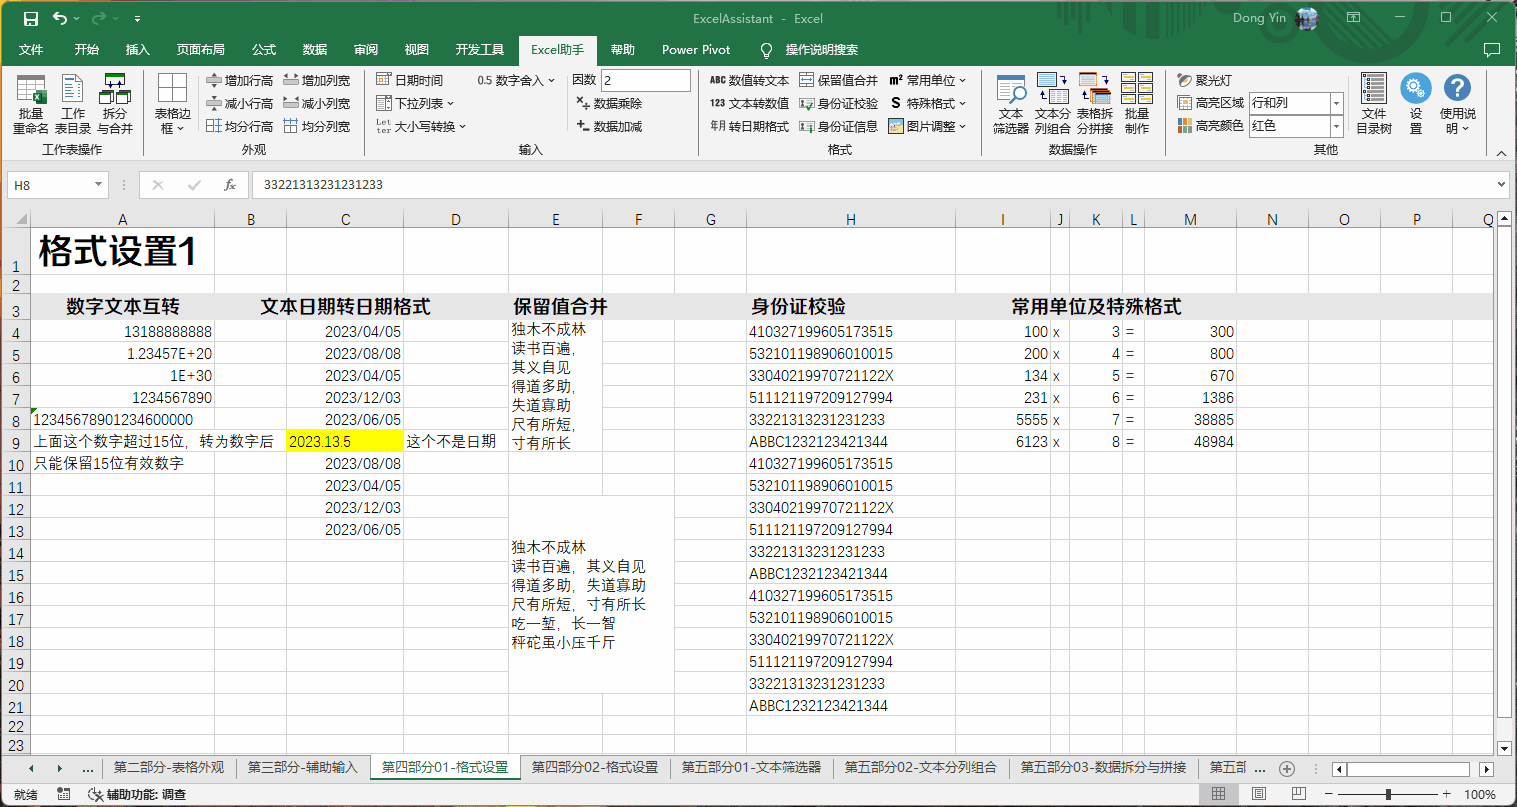 ExcelAssistant - Excel
Dong Yin
文件 开始 插入 页面布局 公式 数据 审阅 视图 开发工具 Excel助手 帮助 Power Pivot 操作说明搜索
批量重命名 工作表目录 拆分与合并
工作表操作
表格边框
增加行高 增加列宽
减小行高 减小列宽
均分行高 均分列宽
外观
日期时间 0.5 数字舍入 因数 2
下拉列表 数据乘除
Letter 大小写转换 数据加减
输入
ABC 数值转文本 保留值合并 m² 常用单位
123 文本转数值 身份证校验 S 特殊格式
年月 转日期格式 身份证信息 图片调整
格式
文本筛选器 文本分列组合 表格拆分拼接 批量制作
数据操作
聚光灯
高亮区域 行和列
高亮颜色 红色
文件目录树 设置 使用说明
其他
H8 fx 33221313231231233
A B C D E F G H I J K L M N O P Q
1 格式设置1
2
3 数字文本互转 文本日期转日期格式 保留值合并 身份证校验 常用单位及特殊格式
4 13188888888 2023/04/05 独木不成林 410327199605173515 100 x 3 = 300
读书百遍，
5 1.23457E+20 2023/08/08 532101198906010015 200 x 4 = 800
其义自见
6 1E+30 2023/04/05 得道多助， 33040219970721122X 134 x 5 = 670
7 1234567890 2023/12/03 失道寡助 511121197209127994 231 x 6 = 1386
8 12345678901234600000 2023/06/05 尺有所短， 33221313231231233 5555 x 7 = 38885
9 上面这个数字超过15位，转为数字后 2023.13.5 这个不是日期 寸有所长 ABBC1232123421344 6123 x 8 = 48984
10 只能保留15位有效数字 2023/08/08 410327199605173515
11 2023/04/05 532101198906010015
12 2023/12/03 33040219970721122X
13 2023/06/05 511121197209127994
14 独木不成林 33221313231231233
15 读书百遍，其义自见 ABBC1232123421344
16 得道多助，失道寡助 410327199605173515
尺有所短，寸有所长
17 吃一堑，长一智 532101198906010015
18 秤砣虽小压千斤 33040219970721122X
19 511121197209127994
20 33221313231231233
21 ABBC1232123421344
22
23
... 第二部分-表格外观 第三部分-辅助输入 第四部分01-格式设置 第四部分02-格式设置 第五部分01-文本筛选器 第五部分02-文本分列组合 第五部分03-数据拆分与拼接 第五部 ...
就绪 辅助功能: 调查 100%